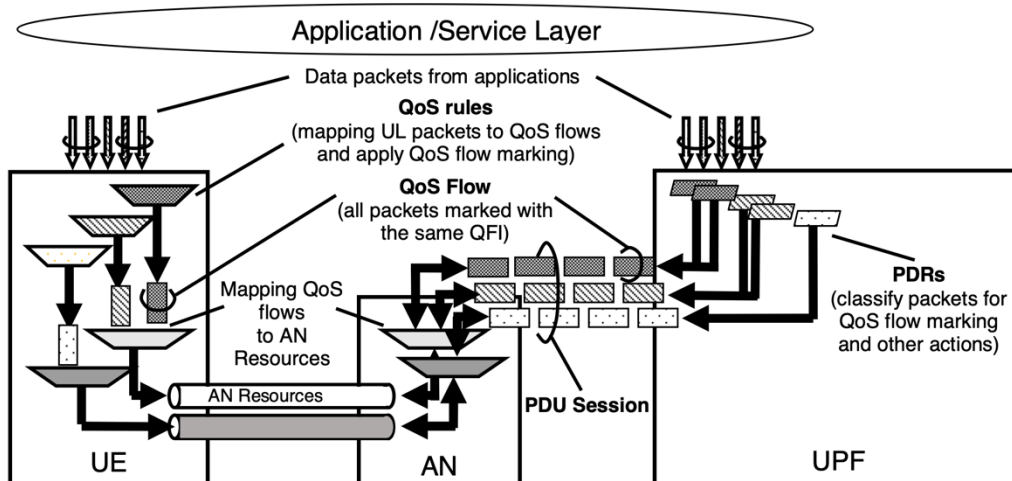 Application /Service Layer
Data packets from applications
QoS rules
(mapping UL packets to QoS flows
and apply QoS flow marking)
QoS Flow
(all packets marked with
the same QFI)
Mapping QoS
flows
to AN
Resources
PDRs
(classify packets for
QoS flow marking
and other actions)
AN Resources
PDU Session
UE
AN
UPF